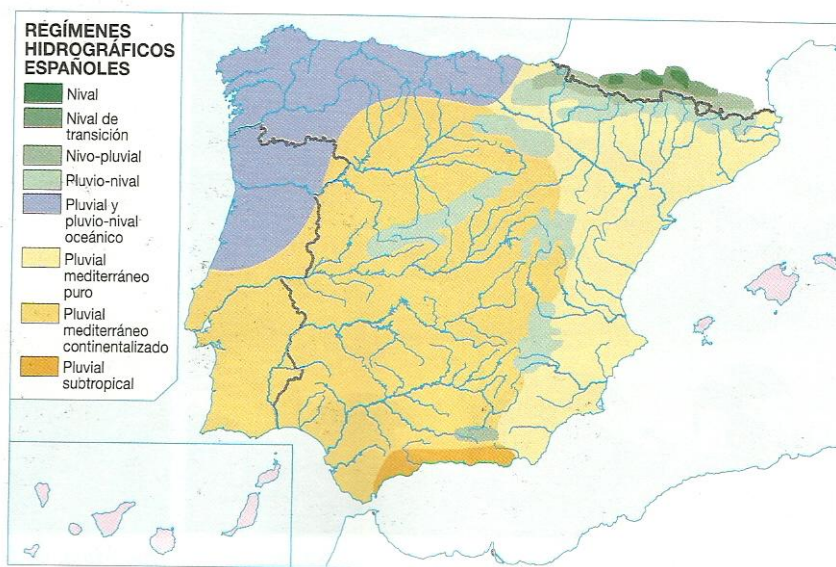 REGÍMENES
HIDROGRÁFICOS
ESPAÑOLES
Nival
Nival de
transición
Nivo-pluvial
Pluvio-nival
Pluvial y
pluvio-nival
oceánico
Pluvial
mediterráneo
puro
Pluvial
mediterráneo
continentalizado
Pluvial
subtropical